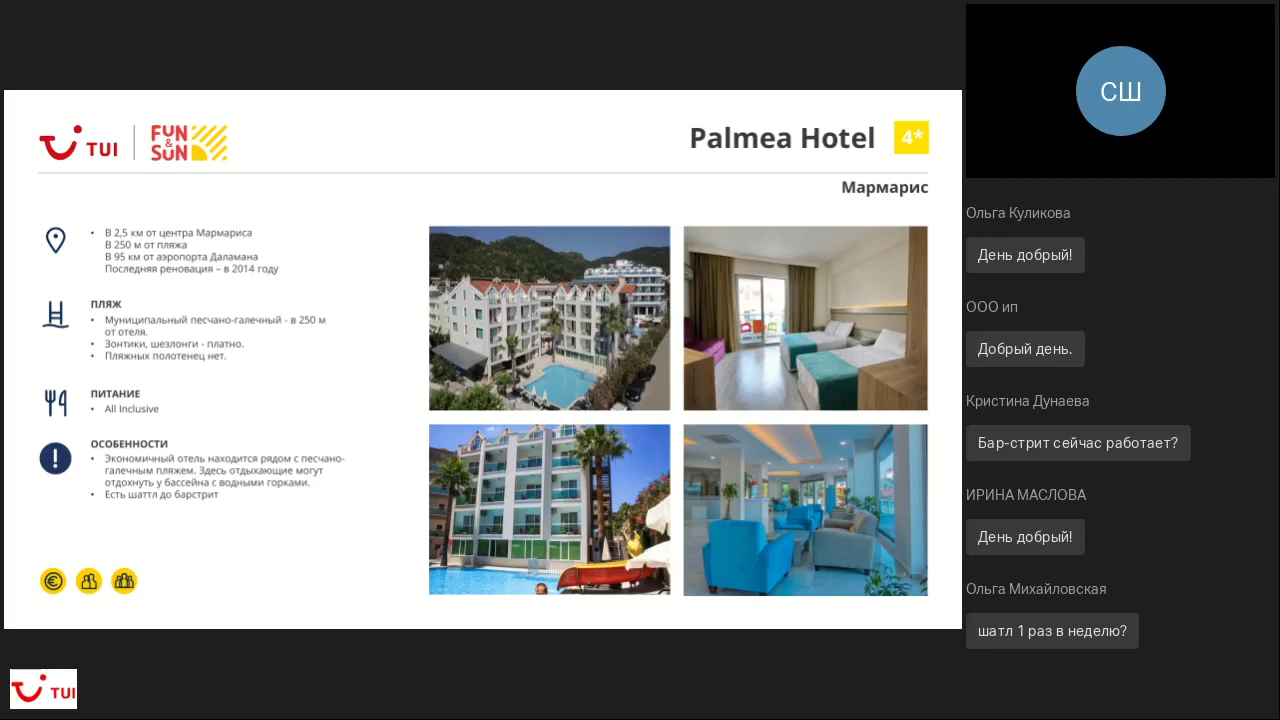 TUI
FUN
&
SUN
Palmea Hotel
4*
Мармарис
• В 2,5 км от центра Мармариса
В 250 м от пляжа
В 95 км от аэропорта Даламана
Последняя реновация – в 2014 году
ПЛЯЖ
• Муниципальный песчано-галечный - в 250 м
от отеля.
• Зонтики, шезлонги - платно.
• Пляжных полотенец нет.
ПИТАНИЕ
• All Inclusive
ОСОБЕННОСТИ
• Экономичный отель находится рядом с песчано-
галечным пляжем. Здесь отдыхающие могут
отдохнуть у бассейна с водными горками.
• Есть шаттл до барстрит
TUI
СШ
Ольга Куликова
День добрый!
ООО ип
Добрый день.
Кристина Дунаева
Бар-стрит сейчас работает?
ИРИНА МАСЛОВА
День добрый!
Ольга Михайловская
шатл 1 раз в неделю?